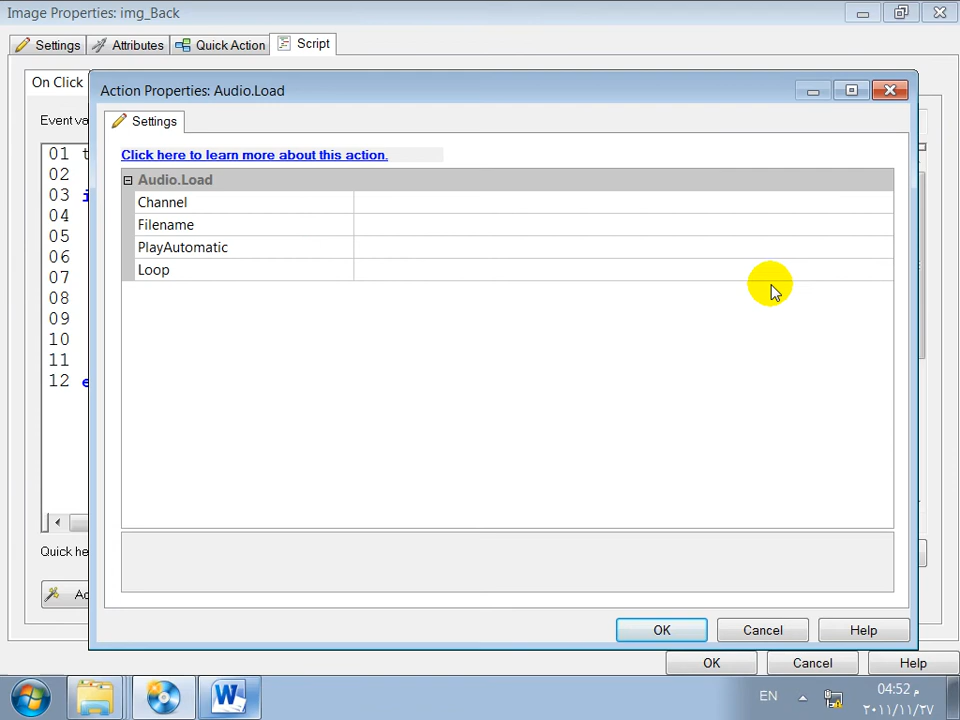 Image Properties: img_Back
Settings
Attributes
Quick Action
Script
On Click
Action Properties: Audio.Load
Settings
Event va
Click here to learn more about this action.
Audio.Load
Channel
Filename
PlayAutomatic
Loop
01 t
02
03 i
04
05
06
07
08
09
10
11
12 e
Quick he
OK
Cancel
Help
OK
Cancel
Help
EN
04:52 م
٢٠١١/١١/٢٧